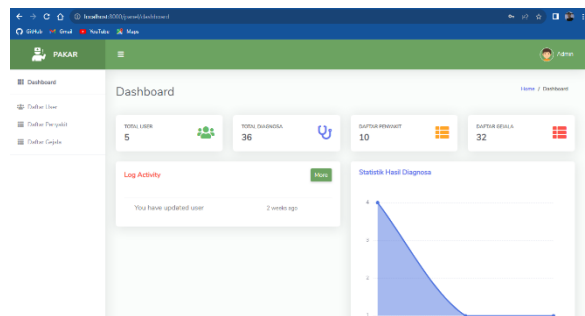 localhost:8000/panel/dashboard
GitHub Gmail YouTube Maps
PAKAR
Admin
Dashboard
Daftar User
Daftar Penyakit
Daftar Gejala
Dashboard
Home / Dashboard
TOTAL USER
5
TOTAL DIAGNOSA
36
DAFTAR PENYAKIT
10
DAFTAR GEJALA
32
Log Activity
More
You have updated user
2 weeks ago
Statistik Hasil Diagnosa
4
3
2
1